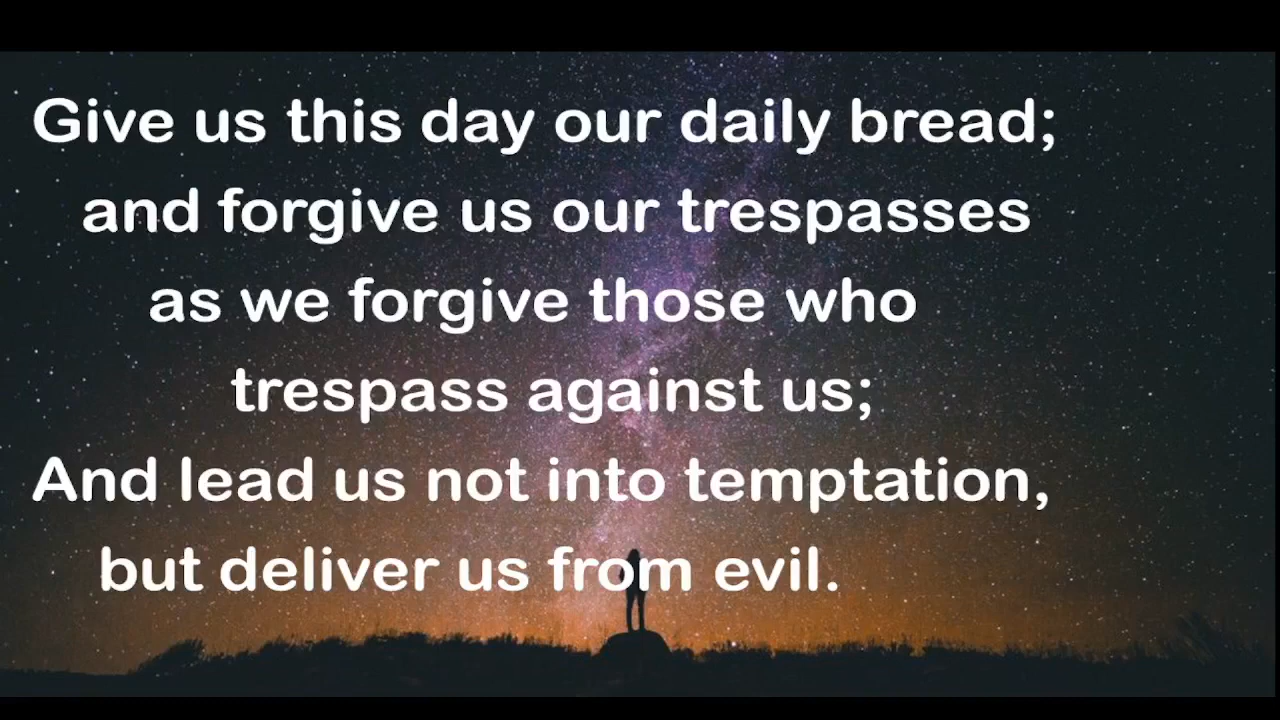 Give us this day our daily bread;
and forgive us our trespasses
as we forgive those who
trespass against us;
And lead us not into temptation,
but deliver us from evil.